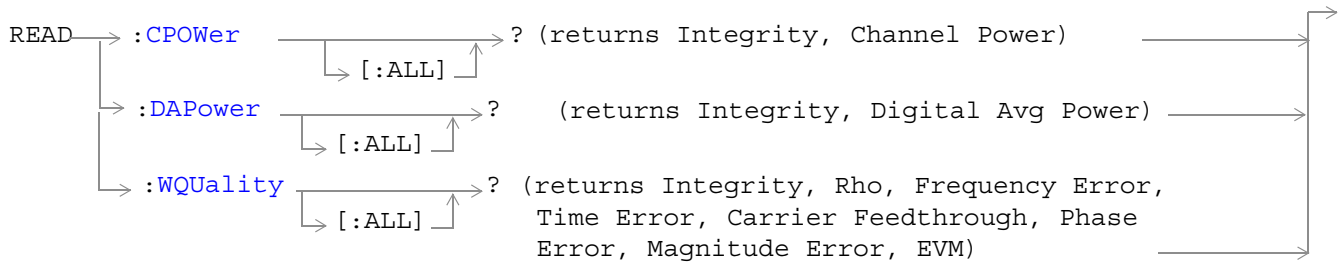 READ :CPOWer ? (returns Integrity, Channel Power)
[:ALL]
:DAPower ? (returns Integrity, Digital Avg Power)
[:ALL]
:WQUality ? (returns Integrity, Rho, Frequency Error,
[:ALL] Time Error, Carrier Feedthrough, Phase
Error, Magnitude Error, EVM)